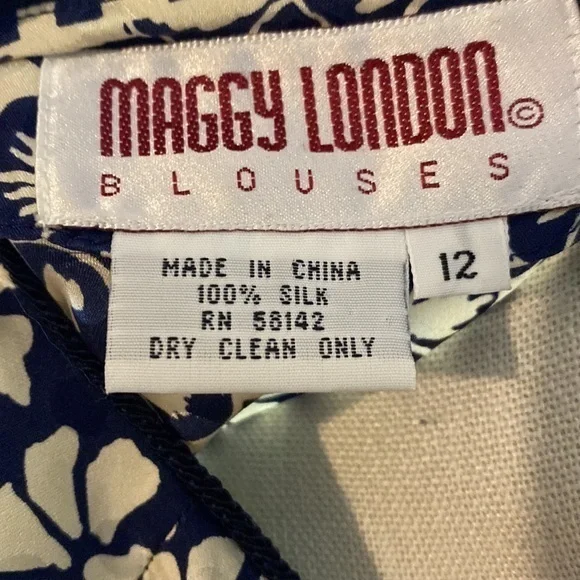 MAGGY LONDON©
BLOUSES
MADE IN CHINA
100% SILK
RN 58142
DRY CLEAN ONLY
12